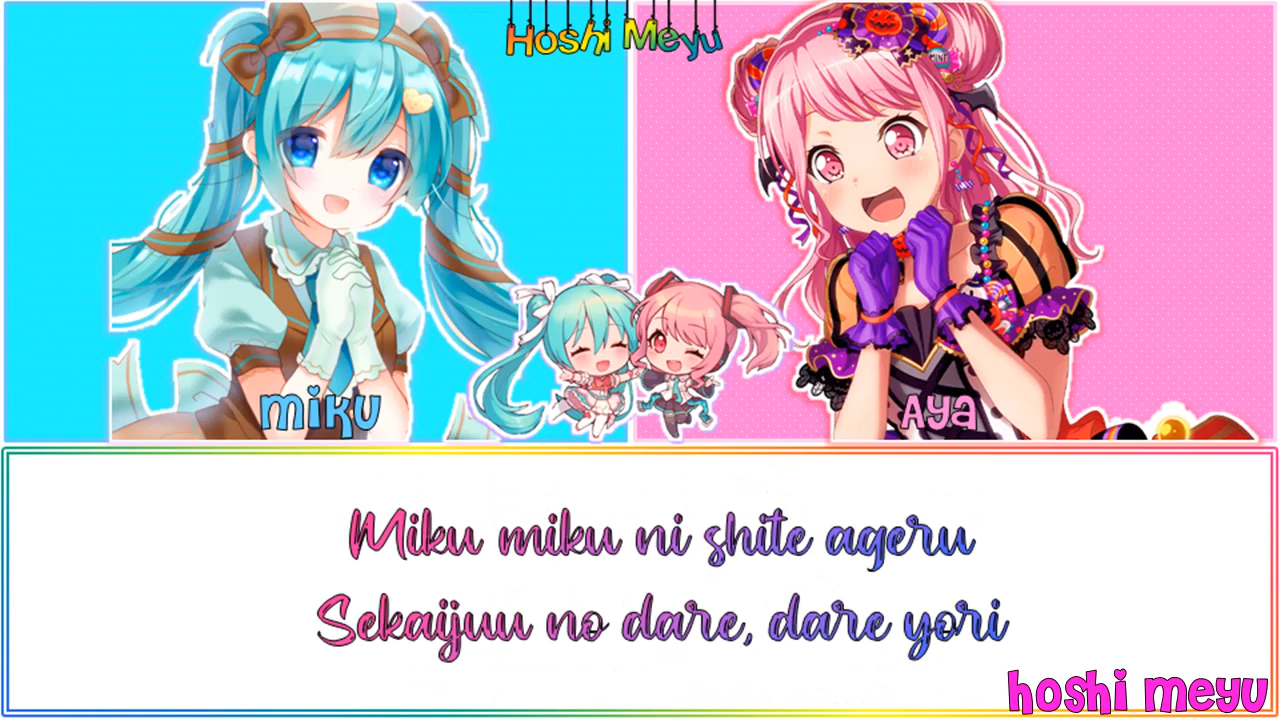 Hoshi Meyu
MiKU
AyA
Miku miku ni shite ageru
Sekaijuu no dare, dare yori
hoshi meyu